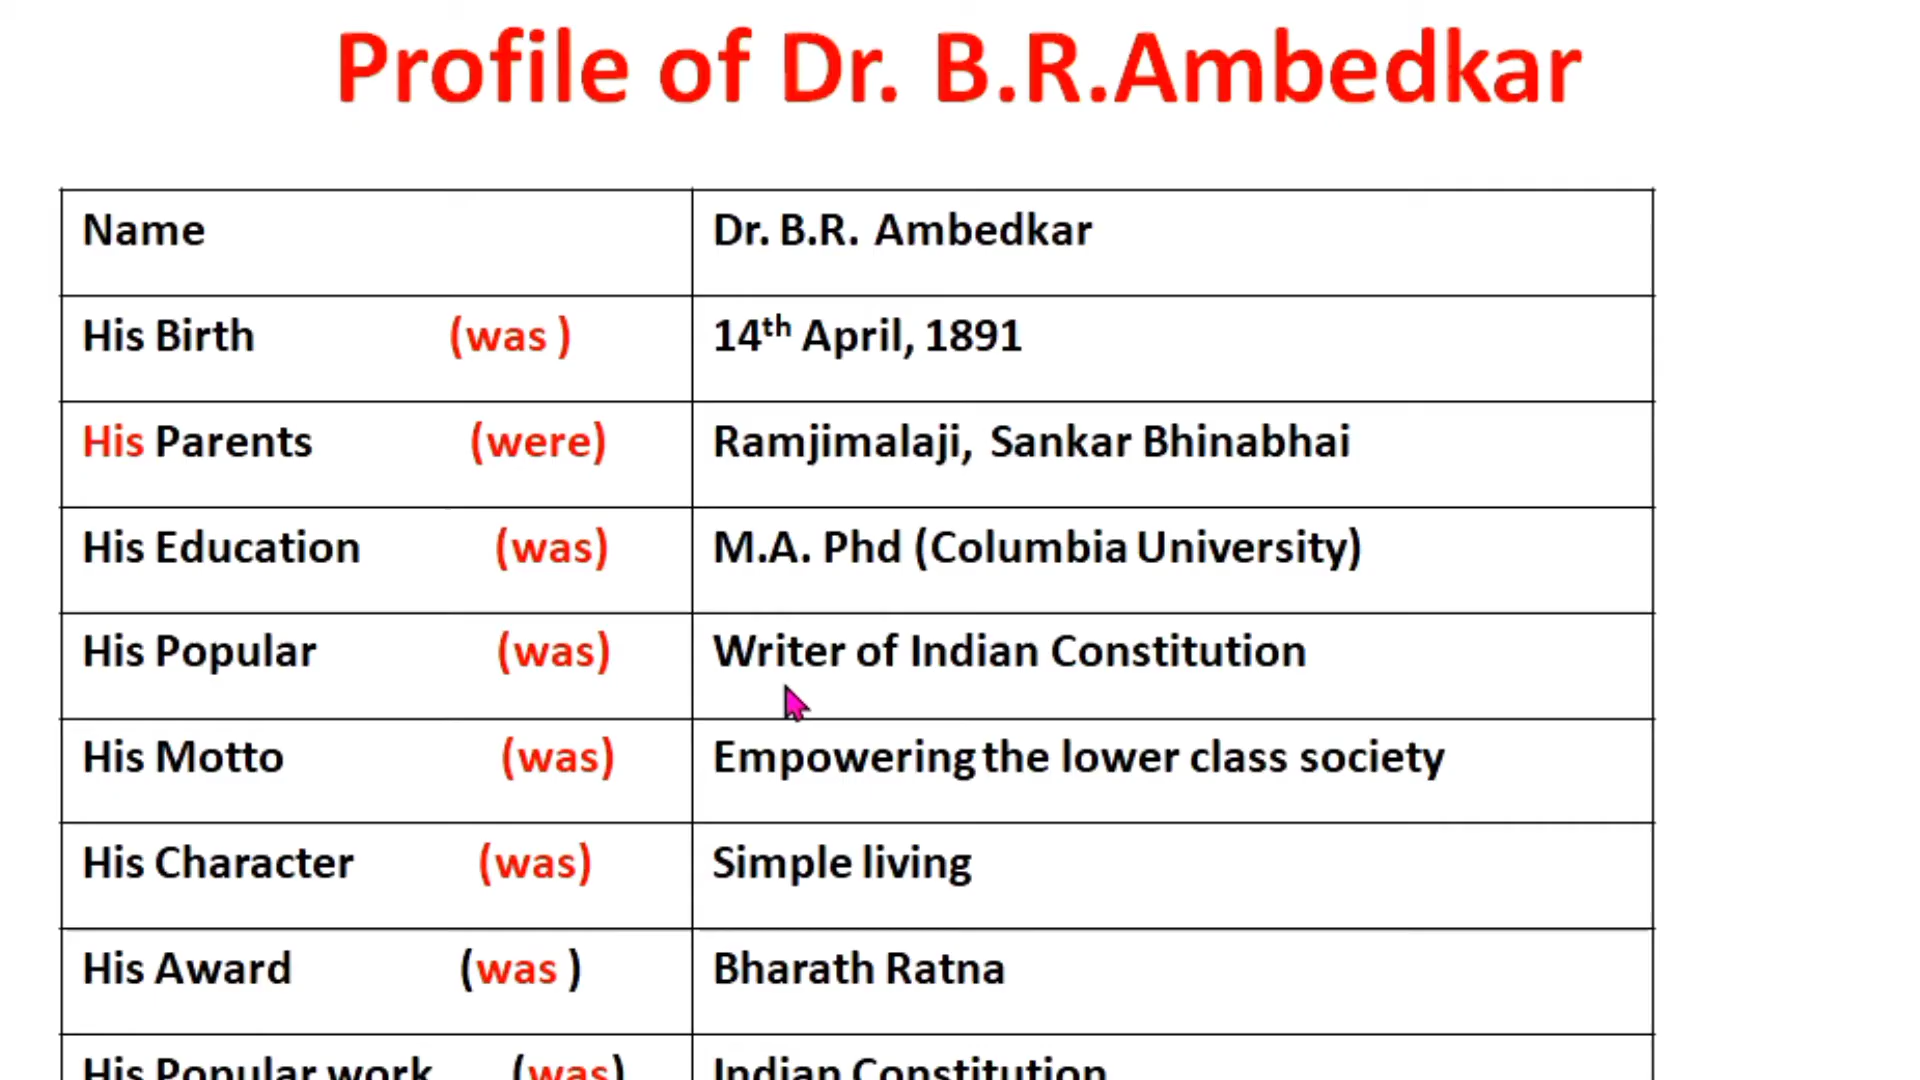 Profile of Dr. B.R.Ambedkar
Name Dr. B.R. Ambedkar
His Birth (was ) 14th April, 1891
His Parents (were) Ramjimalaji, Sankar Bhinabhai
His Education (was) M.A. Phd (Columbia University)
His Popular (was) Writer of Indian Constitution
His Motto (was) Empowering the lower class society
His Character (was) Simple living
His Award (was ) Bharath Ratna
His Popular work (was) Indian Constitution